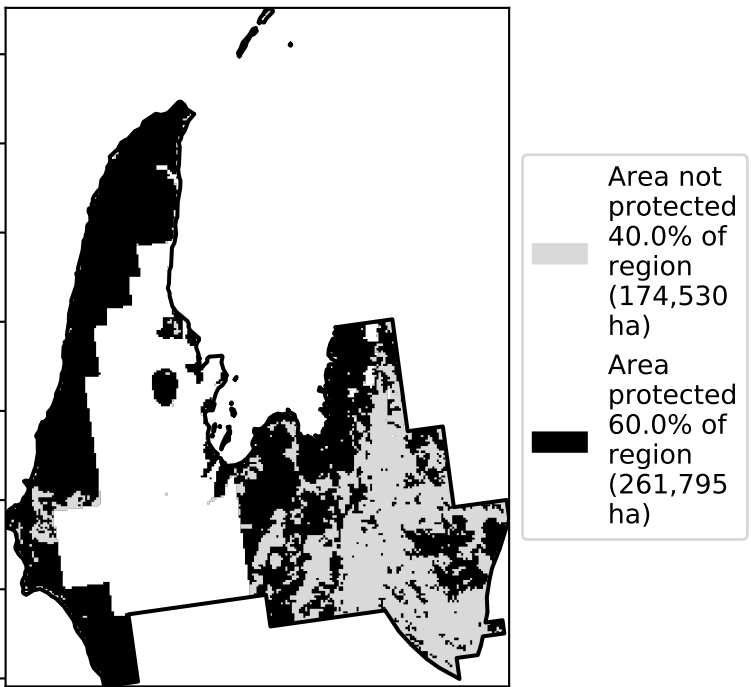 Area not
protected
40.0% of
region
(174,530
ha)
Area
protected
60.0% of
region
(261,795
ha)